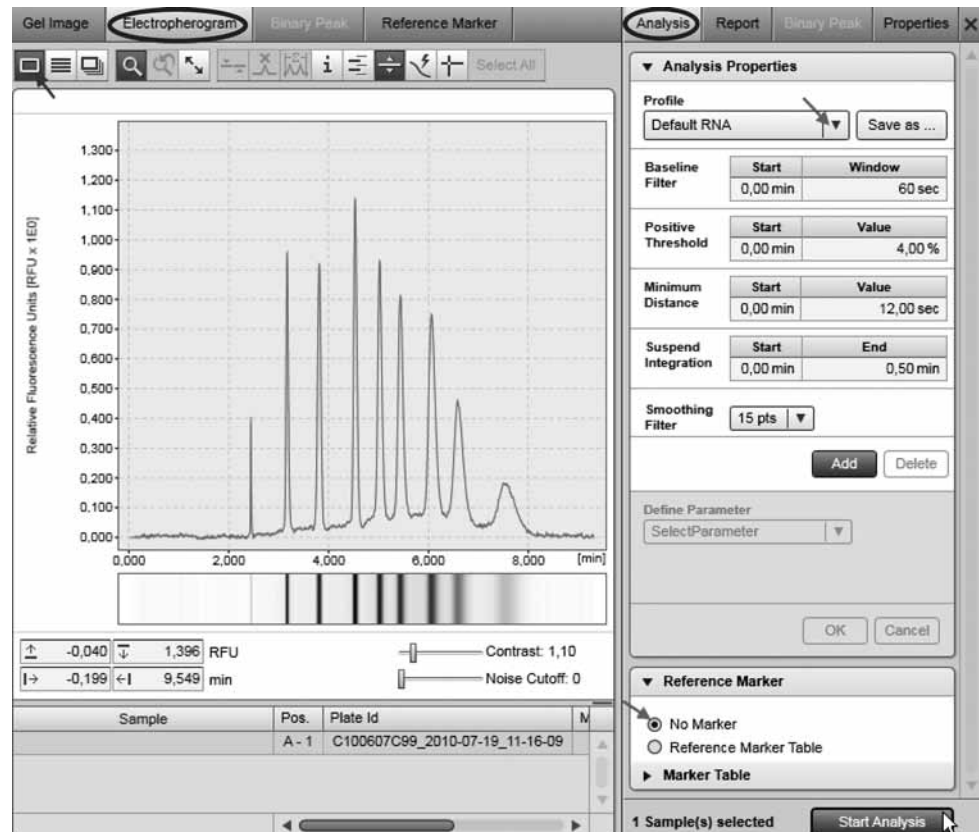 Gel Image Electropherogram Binary Peak Reference Marker
Select All
1,300
1,200
1,100
1,000
0,900
0,800
0,700
0,600
0,500
0,400
0,300
0,200
0,100
0,000
Relative Fluorescence Units [RFU x 1E0]
0,000 2,000 4,000 6,000 8,000 [min]
-0,040 1,396 RFU
-0,199 9,549 min
Contrast: 1,10
Noise Cutoff: 0
Sample Pos. Plate Id M
A - 1 C100607C99_2010-07-19_11-16-09
Analysis Report Binary Peak Properties
Analysis Properties
Profile
Default RNA Save as ...
Baseline Filter Start Window
0,00 min 60 sec
Positive Threshold Start Value
0,00 min 4,00 %
Minimum Distance Start Value
0,00 min 12,00 sec
Suspend Integration Start End
0,00 min 0,50 min
Smoothing Filter 15 pts
Add Delete
Define Parameter
SelectParameter
OK Cancel
Reference Marker
No Marker
Reference Marker Table
Marker Table
1 Sample(s) selected Start Analysis